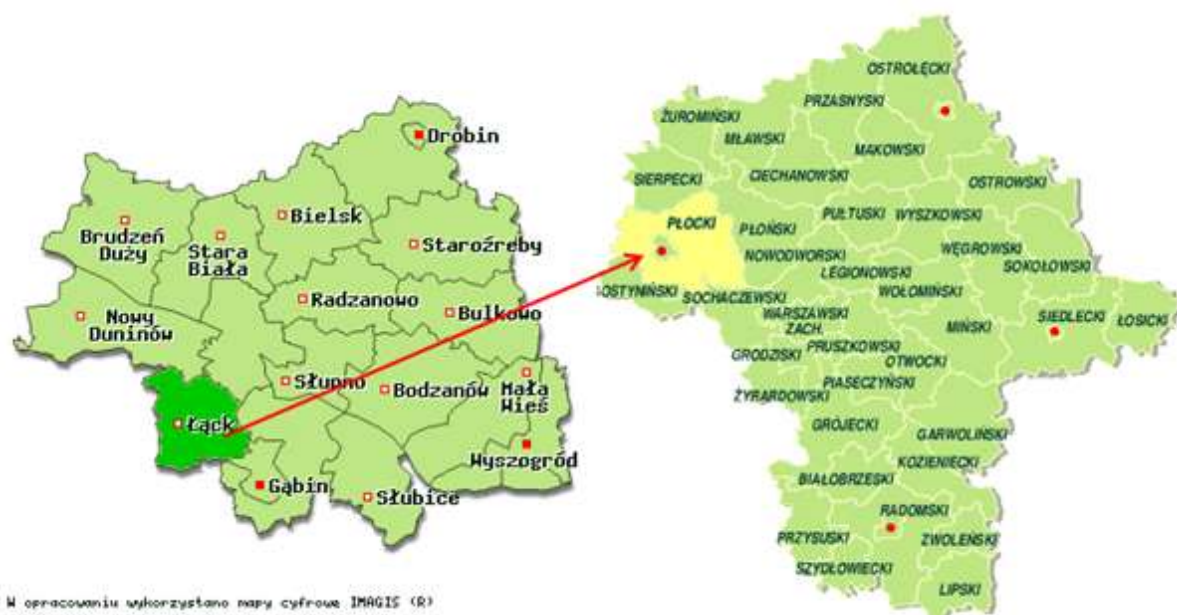 Drobin
Bielsk
Brudzeń
Duży
Stara
Biała
Staroźreby
Radzanowo
Nowy
Duninów
Bulkowo
Słupno
Bodzanów
Mała
Wieś
Łąck
Wyszogród
Gąbin
Słubice
W opracowaniu wykorzystano mapy cyfrowe IMAGIS (R)
OSTROŁĘCKI
PRZASNYSKI
ŻUROMIŃSKI
MŁAWSKI
MAKOWSKI
SIERPECKI
CIECHANOWSKI
OSTROWSKI
PŁOCKI
PŁOŃSKI
PUŁTUSKI
WYSZKOWSKI
NOWODWORSKI
WĘGROWSKI
SOKOŁOWSKI
LEGIONOWSKI
OSTYNIŃSKI
SOCHACZEWSKI
WOŁOMIŃSKI
WARSZAWSKI
ZACH.
MIŃSKI
SIEDLECKI
ŁOSICKI
GRODZISKI
PRUSZKOWSKI
OTWOCKI
PIASECZYŃSKI
ŻYRARDOWSKI
GRÓJECKI
GARWOLIŃSKI
KOZIENIECKI
BIAŁOBRZESKI
RADOMSKI
PRZYSUSKI
ZWOLEŃSKI
SZYDŁOWIECKI
LIPSKI